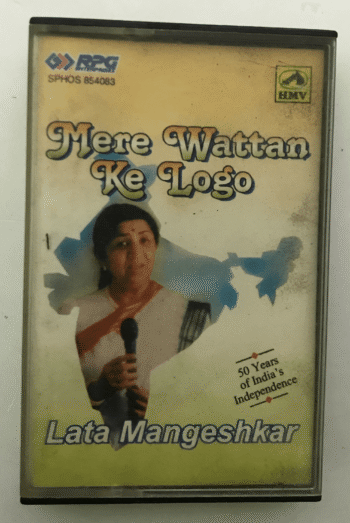 RPG
SPHOS 854083
HMV
Mere Wattan
Ke Logo
50 Years
of India's
Independence
Lata Mangeshkar